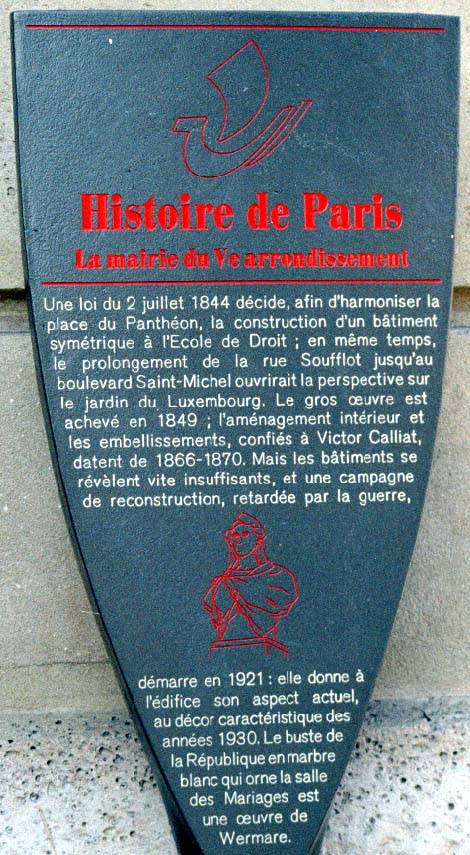 Histoire de Paris
La mairie du Ve arrondissement
Une loi du 2 juillet 1844 décide, afin d'harmoniser la
place du Panthéon, la construction d'un bâtiment
symétrique à l'Ecole de Droit ; en même temps,
le prolongement de la rue Soufflot jusqu'au
boulevard Saint-Michel ouvrirait la perspective sur
le jardin du Luxembourg. Le gros œuvre est
achevé en 1849 ; l'aménagement intérieur et
les embellissements, confiés à Victor Calliat,
datent de 1866-1870. Mais les bâtiments se
révèlent vite insuffisants, et une campagne
de reconstruction, retardée par la guerre,
démarre en 1921 : elle donne à
l'édifice son aspect actuel,
au décor caractéristique des
années 1930. Le buste de
la République en marbre
blanc qui orne la salle
des Mariages est
une œuvre de
Wermare.